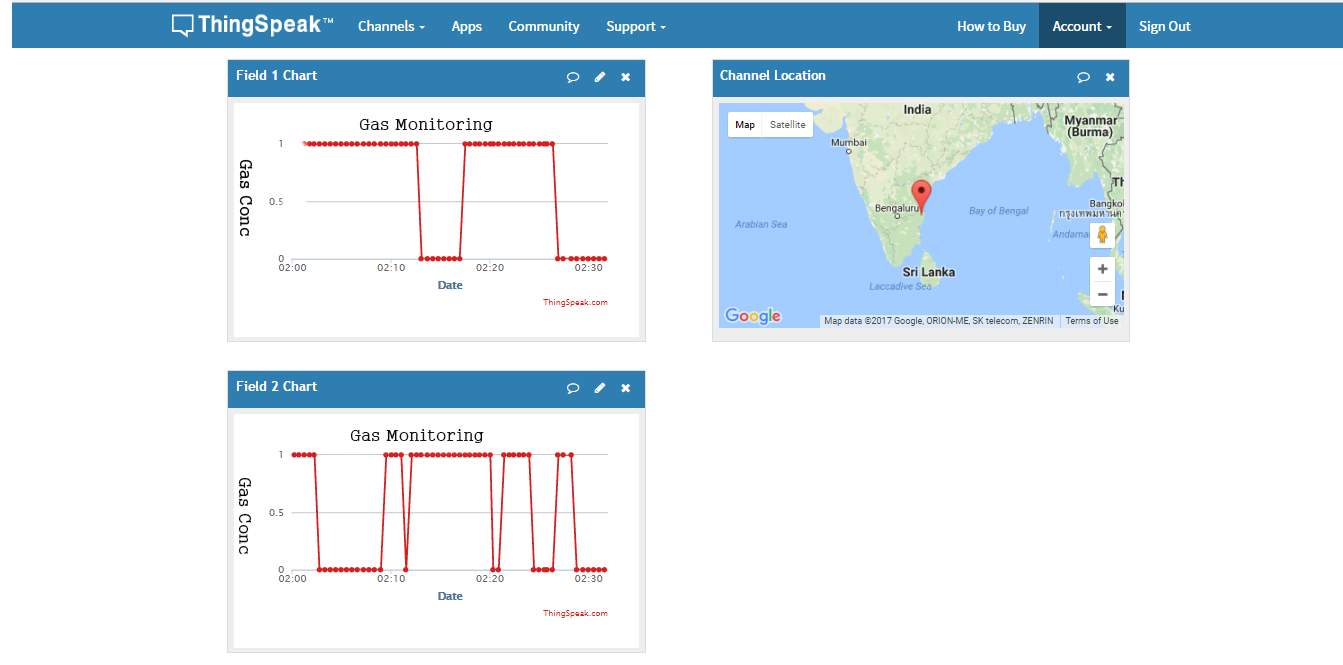 ThingSpeak™ Channels Apps Community Support How to Buy Account Sign Out
Field 1 Chart
Gas Monitoring
Gas Conc
1
0.5
0
02:00 02:10 02:20 02:30
Date
ThingSpeak.com
Channel Location
Map Satellite
India
Myanmar
(Burma)
Mumbai
Bengaluru
Arabian Sea
Bay of Bengal
Th
Bangkok
กรุงเทพมหานคร
Andama
Sri Lanka
Laccadive Sea
Ku
Google
Map data ©2017 Google, ORION-ME, SK telecom, ZENRIN Terms of Use
Field 2 Chart
Gas Monitoring
Gas Conc
1
0.5
0
02:00 02:10 02:20 02:30
Date
ThingSpeak.com